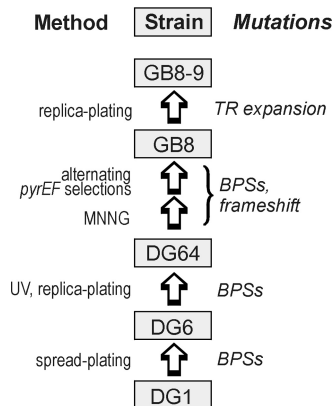 Method Strain Mutations
GB8-9
replica-plating TR expansion
GB8
alternating
pyrEF selections
BPSs,
frameshift
MNNG
DG64
UV, replica-plating BPSs
DG6
spread-plating BPSs
DG1